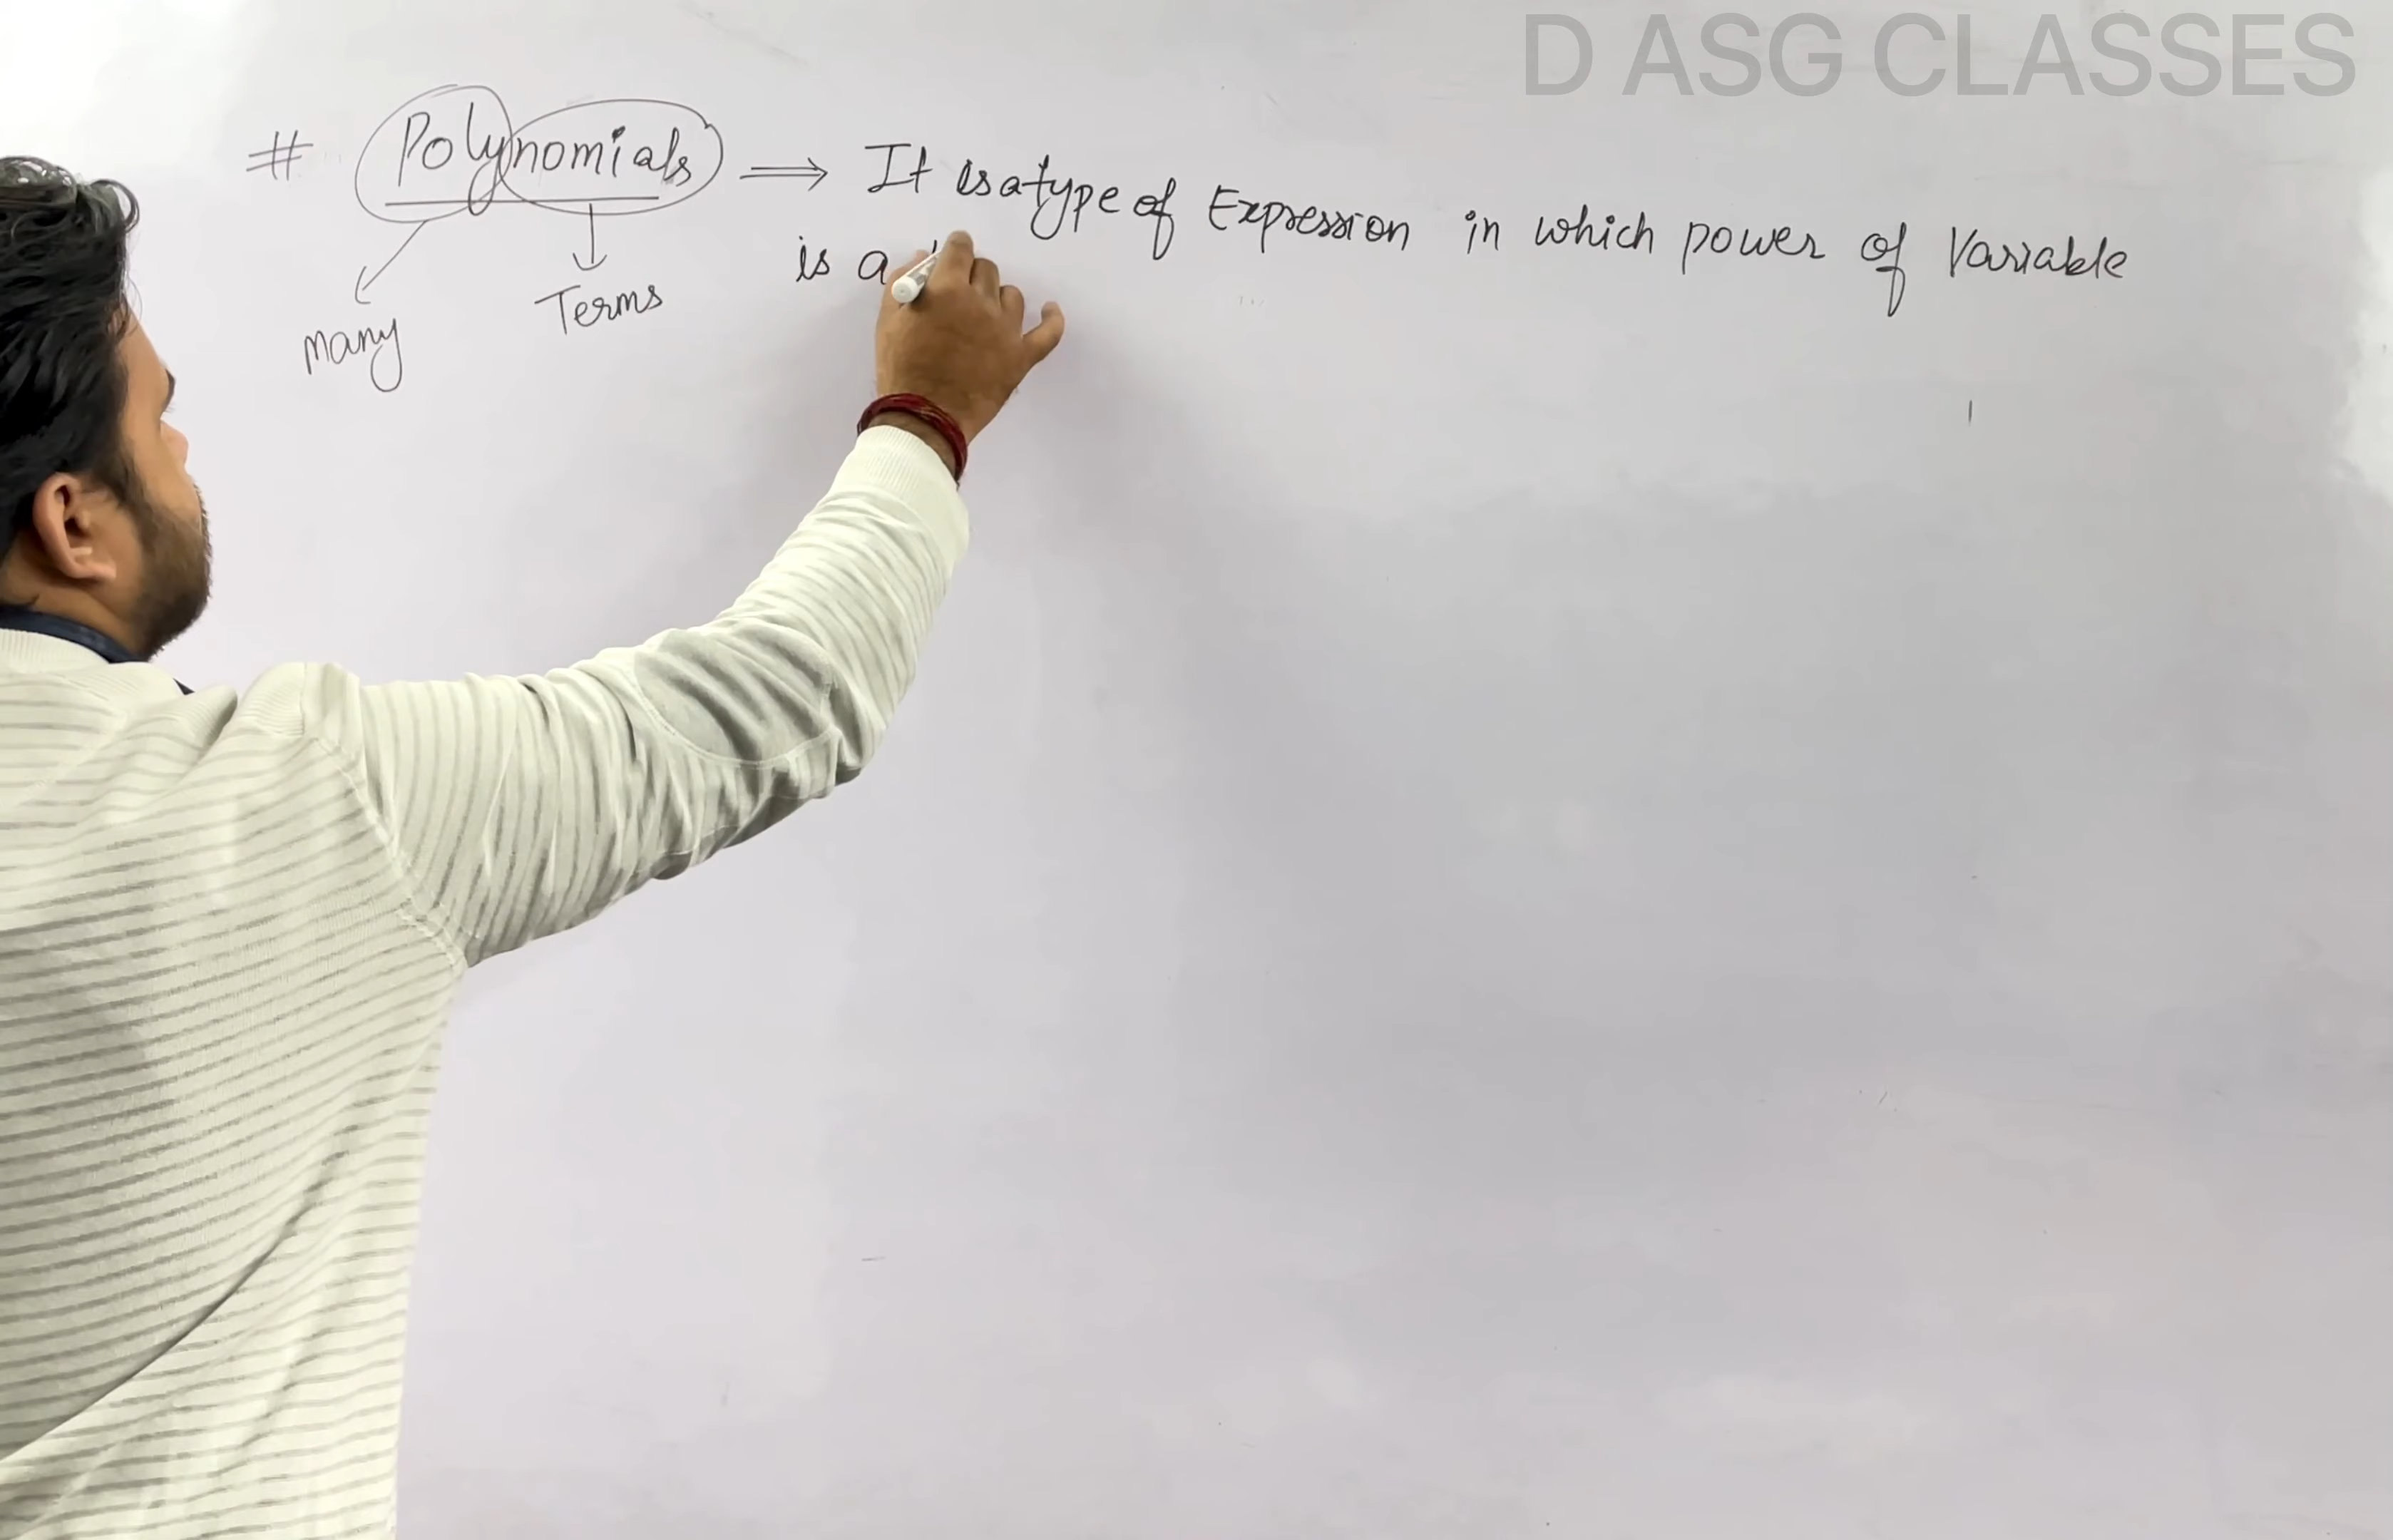 D ASG CLASSES
# Polynomials ⟹ It is a type of Expression in which power of Variable
is a
many
Terms